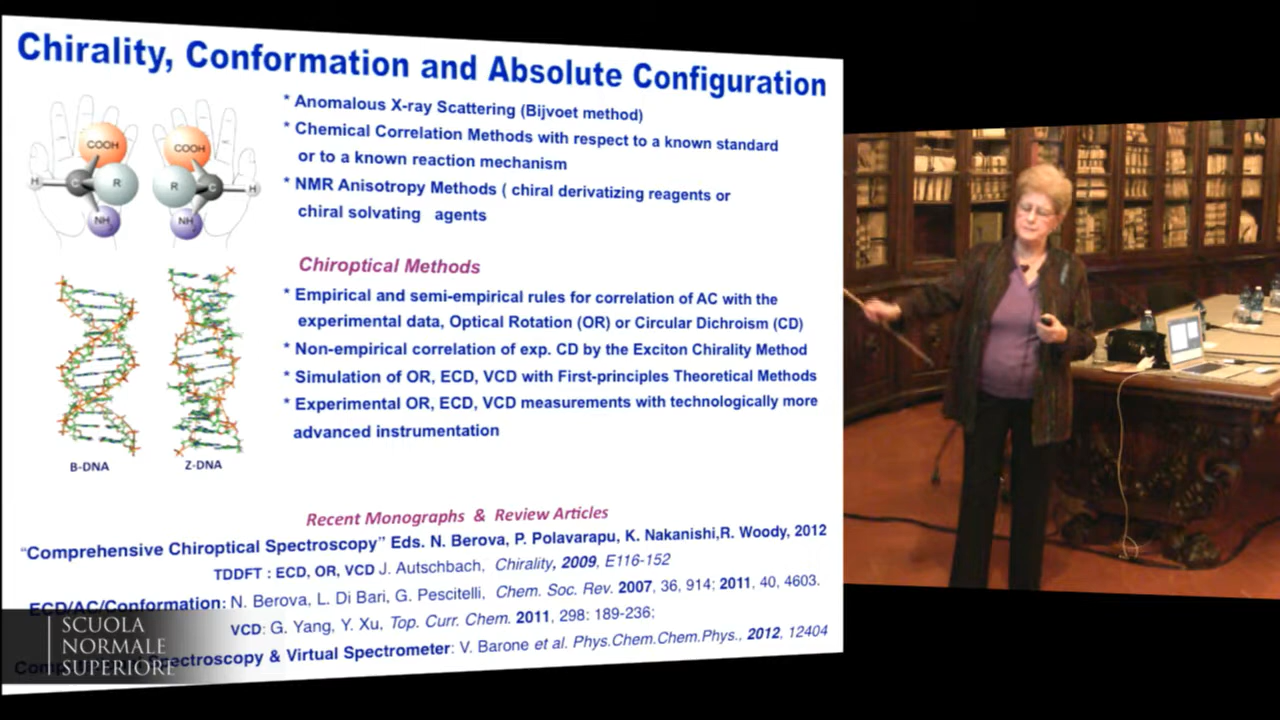 Chirality, Conformation and Absolute Configuration
* Anomalous X-ray Scattering (Bijvoet method)
* Chemical Correlation Methods with respect to a known standard
or to a known reaction mechanism
* NMR Anisotropy Methods ( chiral derivatizing reagents or
chiral solvating agents
COOH
H
C
R
NH
COOH
R
C
H
NH
Chiroptical Methods
* Empirical and semi-empirical rules for correlation of AC with the
experimental data, Optical Rotation (OR) or Circular Dichroism (CD)
* Non-empirical correlation of exp. CD by the Exciton Chirality Method
* Simulation of OR, ECD, VCD with First-principles Theoretical Methods
* Experimental OR, ECD, VCD measurements with technologically more
advanced instrumentation
B-DNA
Z-DNA
Recent Monographs & Review Articles
"Comprehensive Chiroptical Spectroscopy" Eds. N. Berova, P. Polavarapu, K. Nakanishi,R. Woody, 2012
TDDFT : ECD, OR, VCD J. Autschbach, Chirality, 2009, E116-152
ECD/AC/Conformation: N. Berova, L. Di Bari, G. Pescitelli, Chem. Soc. Rev. 2007, 36, 914; 2011, 40, 4603.
VCD: G. Yang, Y. Xu, Top. Curr. Chem. 2011, 298: 189-236;
Spectroscopy & Virtual Spectrometer: V. Barone et al. Phys.Chem.Chem.Phys., 2012, 12404
SCUOLA
NORMALE
SUPERIORE